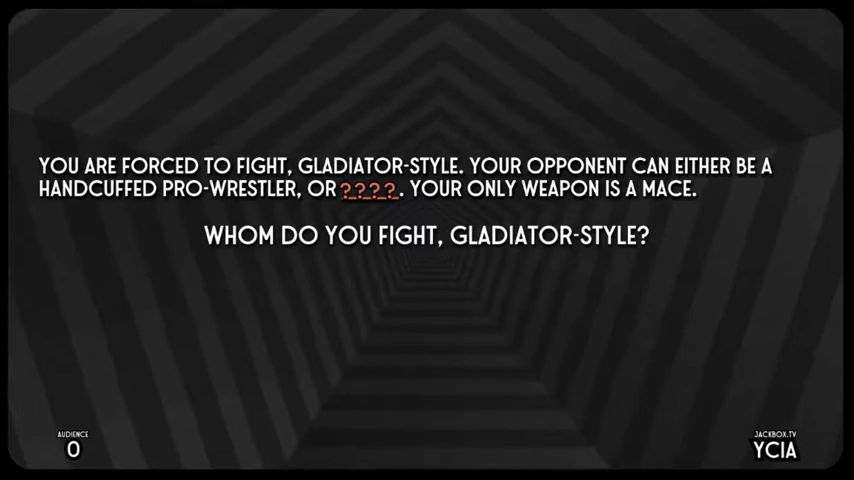 YOU ARE FORCED TO FIGHT, GLADIATOR-STYLE. YOUR OPPONENT CAN EITHER BE A
HANDCUFFED PRO-WRESTLER, OR ????. YOUR ONLY WEAPON IS A MACE.
WHOM DO YOU FIGHT, GLADIATOR-STYLE?
AUDIENCE
0
JACKBOX.TV
YCIA